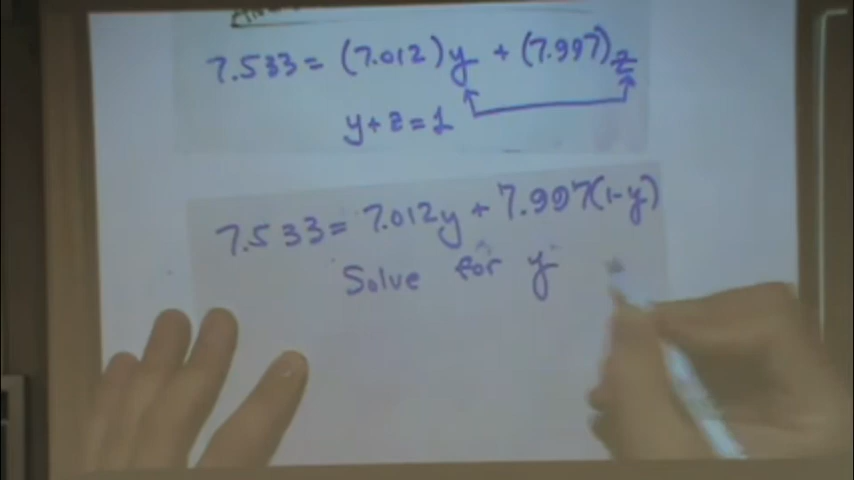 7.533 = (7.012)y + (7.997)z
y + z = 1
7.533 = 7.012y + 7.997(1-y)
Solve for y